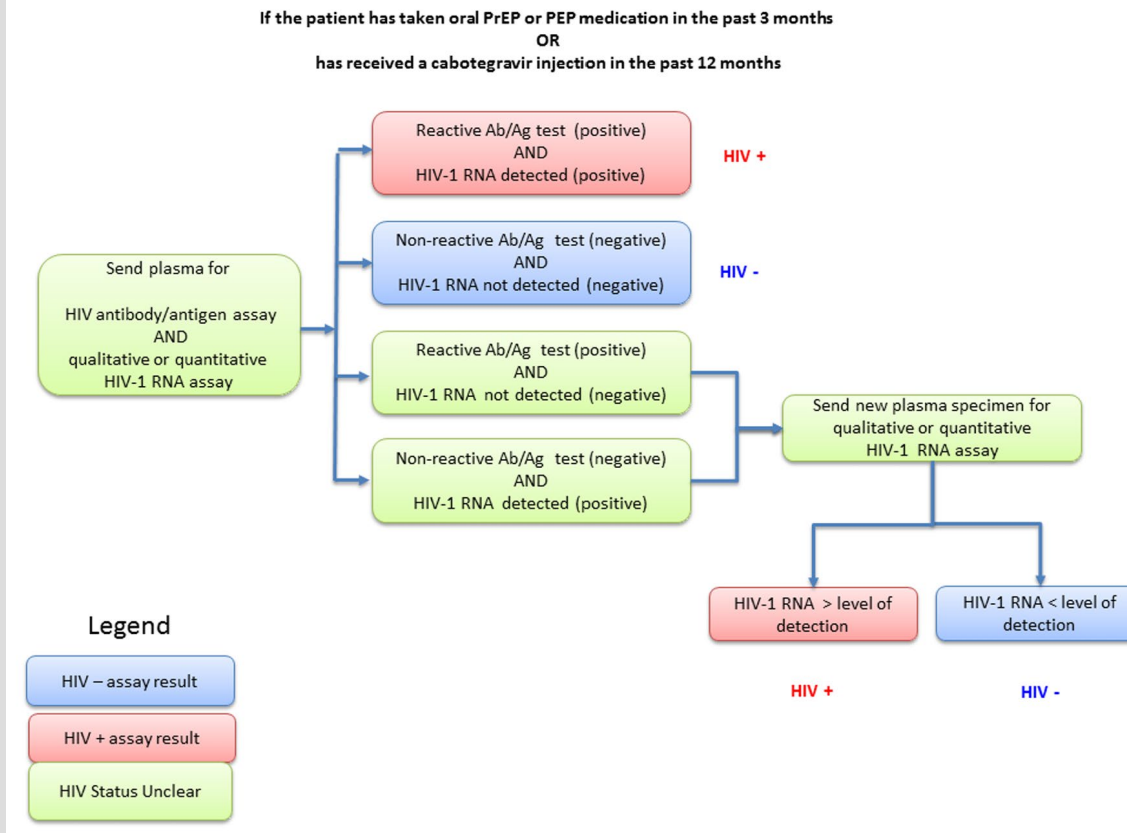 If the patient has taken oral PrEP or PEP medication in the past 3 months
OR
has received a cabotegravir injection in the past 12 months
Send plasma for
HIV antibody/antigen assay
AND
qualitative or quantitative
HIV-1 RNA assay
Reactive Ab/Ag test (positive)
AND
HIV-1 RNA detected (positive)
HIV +
Non-reactive Ab/Ag test (negative)
AND
HIV-1 RNA not detected (negative)
HIV -
Reactive Ab/Ag test (positive)
AND
HIV-1 RNA not detected (negative)
Non-reactive Ab/Ag test (negative)
AND
HIV-1 RNA detected (positive)
Send new plasma specimen for
qualitative or quantitative
HIV-1 RNA assay
HIV-1 RNA > level of
detection
HIV +
HIV-1 RNA < level of
detection
HIV -
Legend
HIV – assay result
HIV + assay result
HIV Status Unclear